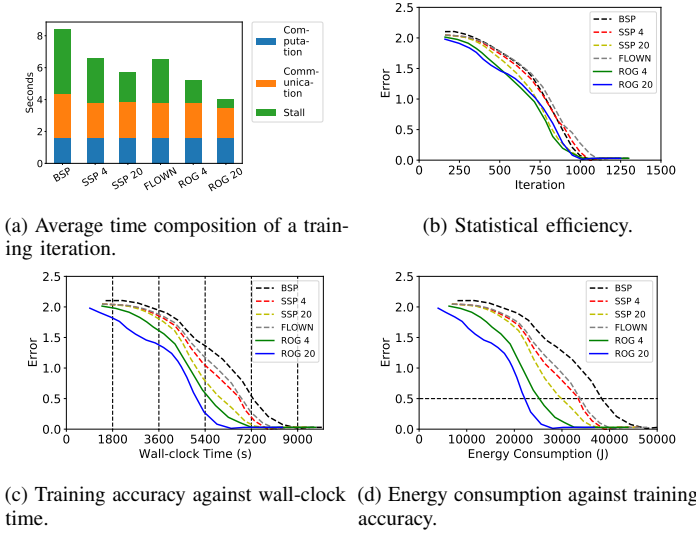 8
6
4
2
0
Seconds
BSP
SSP 4
SSP 20
FLOWN
ROG 4
ROG 20
Com-
puta-
tion
Comm-
unica-
tion
Stall
(a) Average time composition of a train-
ing iteration.
2.5
2.0
1.5
1.0
0.5
0.0
Error
0 250 500 750 1000 1250 1500
Iteration
BSP
SSP 4
SSP 20
FLOWN
ROG 4
ROG 20
(b) Statistical efficiency.
2.5
2.0
1.5
1.0
0.5
0.0
Error
0 1800 3600 5400 7200 9000
Wall-clock Time (s)
BSP
SSP 4
SSP 20
FLOWN
ROG 4
ROG 20
(c) Training accuracy against wall-clock
time.
2.5
2.0
1.5
1.0
0.5
0.0
Error
0 10000 20000 30000 40000 50000
Energy Consumption (J)
BSP
SSP 4
SSP 20
FLOWN
ROG 4
ROG 20
(d) Energy consumption against training
accuracy.